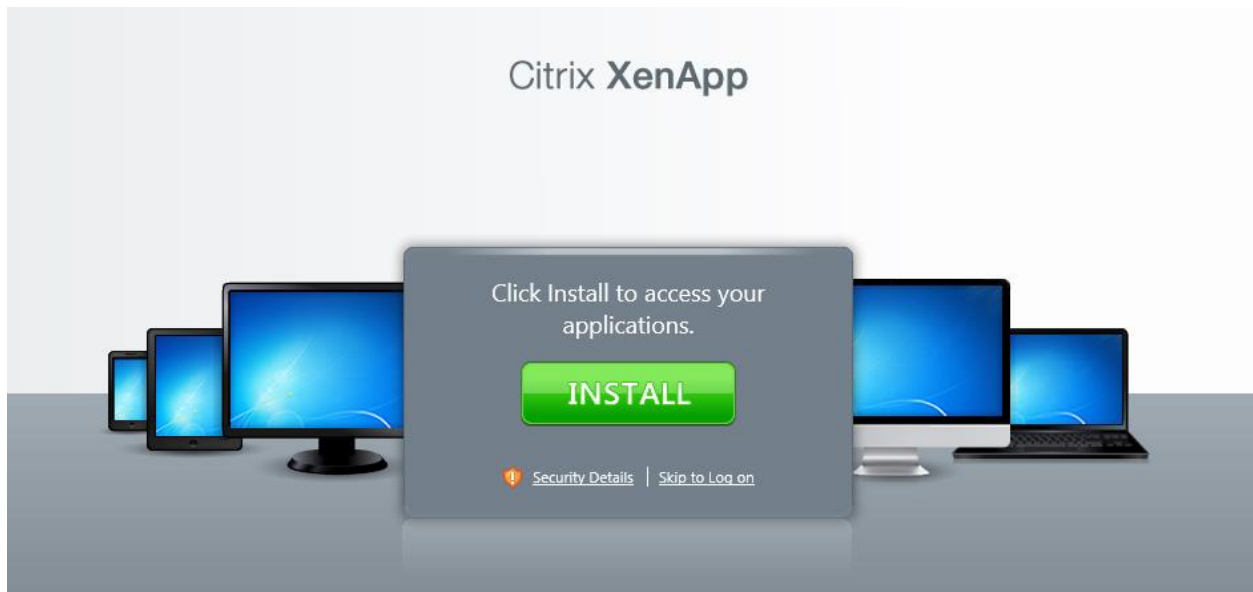 Citrix XenApp
Click Install to access your
applications.
INSTALL
Security Details | Skip to Log on